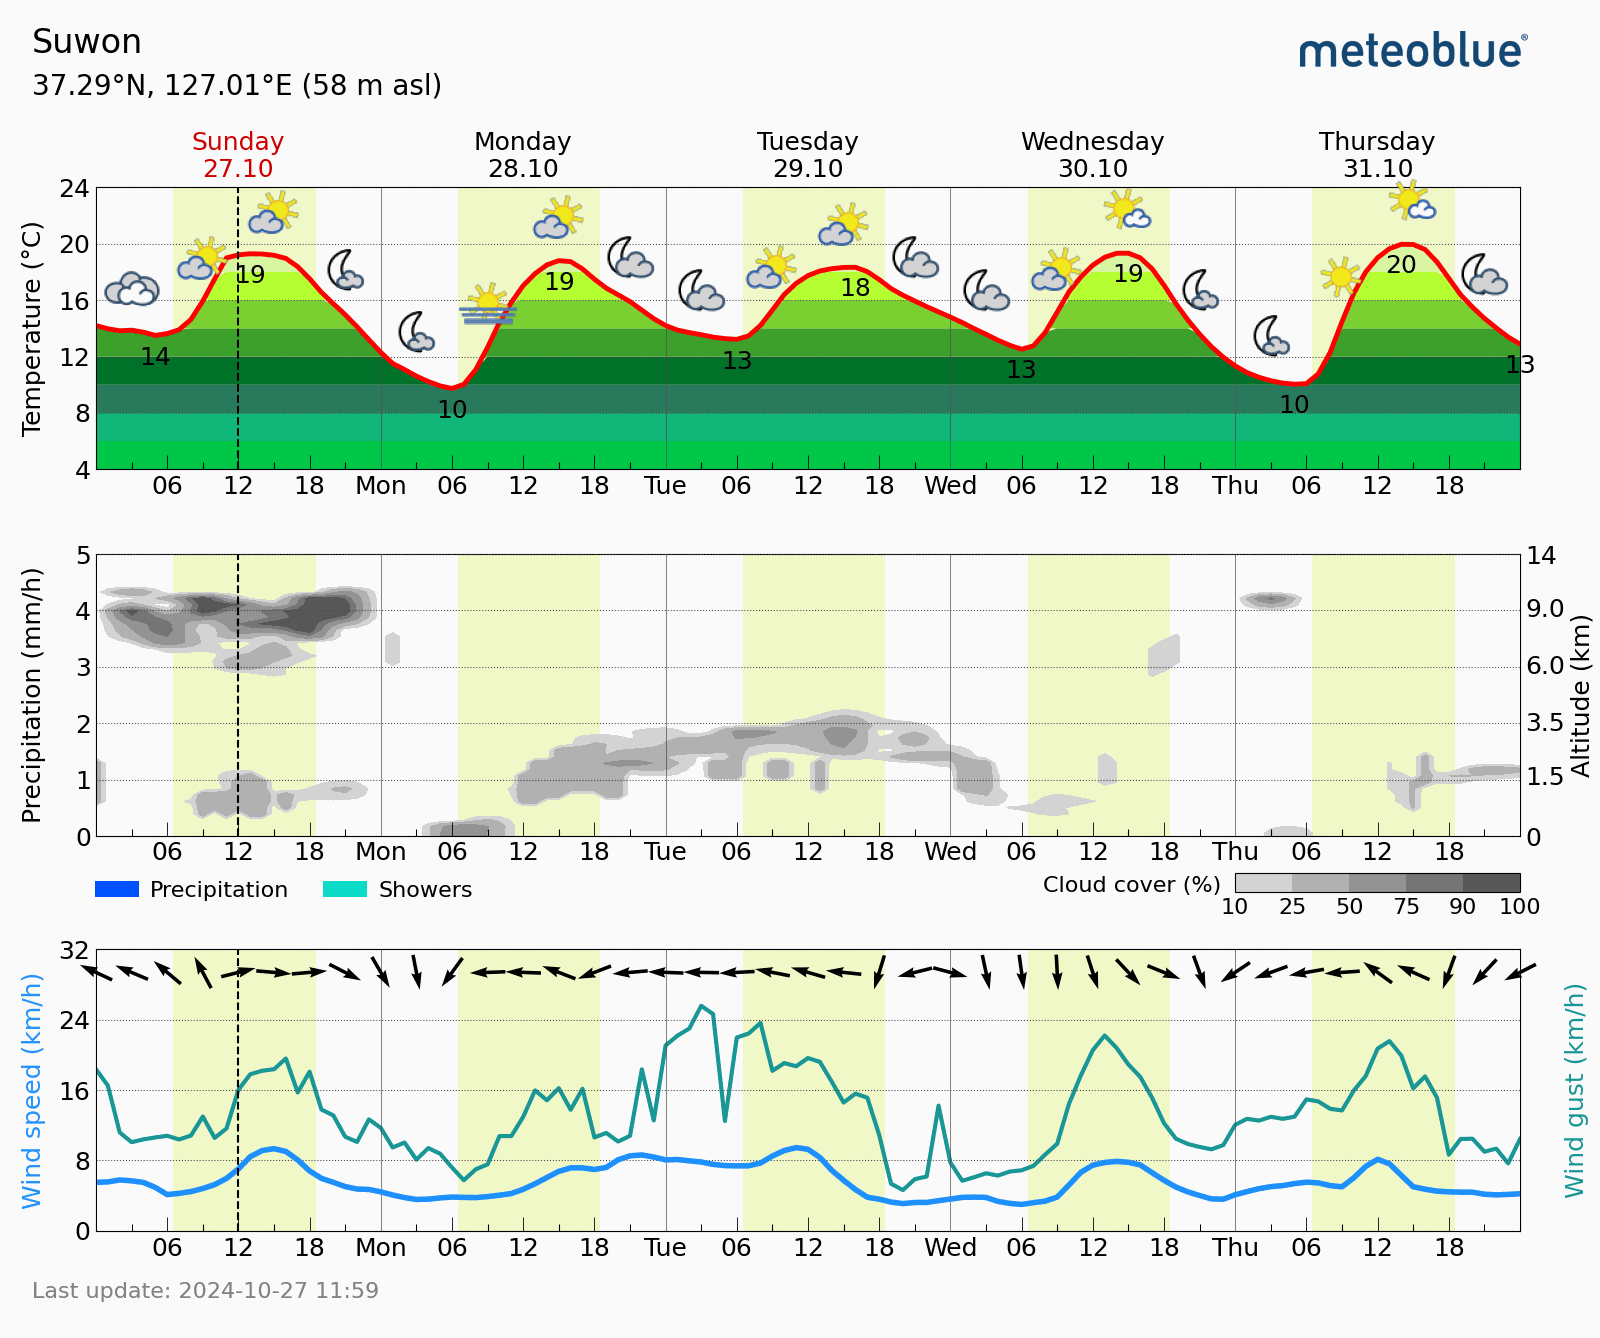 Suwon
meteoblue®
37.29°N, 127.01°E (58 m asl)
Sunday Monday Tuesday Wednesday Thursday
27.10 28.10 29.10 30.10 31.10
Temperature (°C)
24
20
16
12
8
4
19 19 18 19 20
14 10 13 13 10 13
06 12 18 Mon 06 12 18 Tue 06 12 18 Wed 06 12 18 Thu 06 12 18
Precipitation (mm/h)
5 14
4 9.0
3 6.0
2 3.5
1 1.5
0 0
Altitude (km)
06 12 18 Mon 06 12 18 Tue 06 12 18 Wed 06 12 18 Thu 06 12 18
Precipitation Showers Cloud cover (%)
10 25 50 75 90 100
Wind speed (km/h)
32
24
16
8
0
Wind gust (km/h)
06 12 18 Mon 06 12 18 Tue 06 12 18 Wed 06 12 18 Thu 06 12 18
Last update: 2024-10-27 11:59